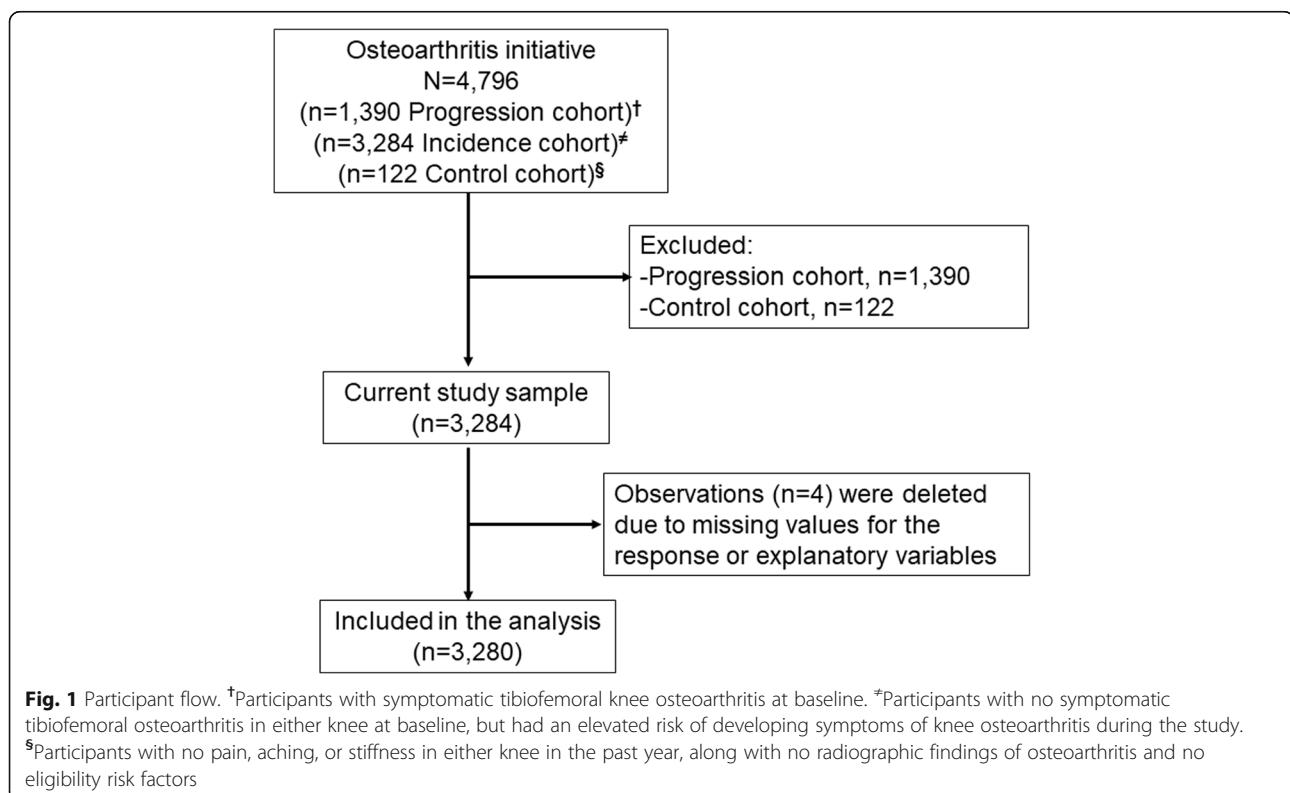 Osteoarthritis initiative
N=4,796
(n=1,390 Progression cohort)†
(n=3,284 Incidence cohort)≠
(n=122 Control cohort)§
Excluded:
-Progression cohort, n=1,390
-Control cohort, n=122
Current study sample
(n=3,284)
Observations (n=4) were deleted
due to missing values for the
response or explanatory variables
Included in the analysis
(n=3,280)
Fig. 1 Participant flow. †Participants with symptomatic tibiofemoral knee osteoarthritis at baseline. ≠Participants with no symptomatic
tibiofemoral osteoarthritis in either knee at baseline, but had an elevated risk of developing symptoms of knee osteoarthritis during the study.
§Participants with no pain, aching, or stiffness in either knee in the past year, along with no radiographic findings of osteoarthritis and no
eligibility risk factors